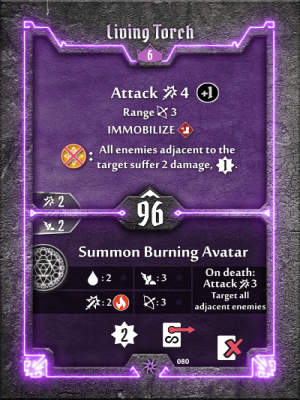 Living Torch
6
Attack 4 +1
Range 3
IMMOBILIZE
: All enemies adjacent to the
target suffer 2 damage, 1.
2
96
2
Summon Burning Avatar
: 2 : 3 On death:
Attack 3
: 2 : 3 Target all
adjacent enemies
2
080